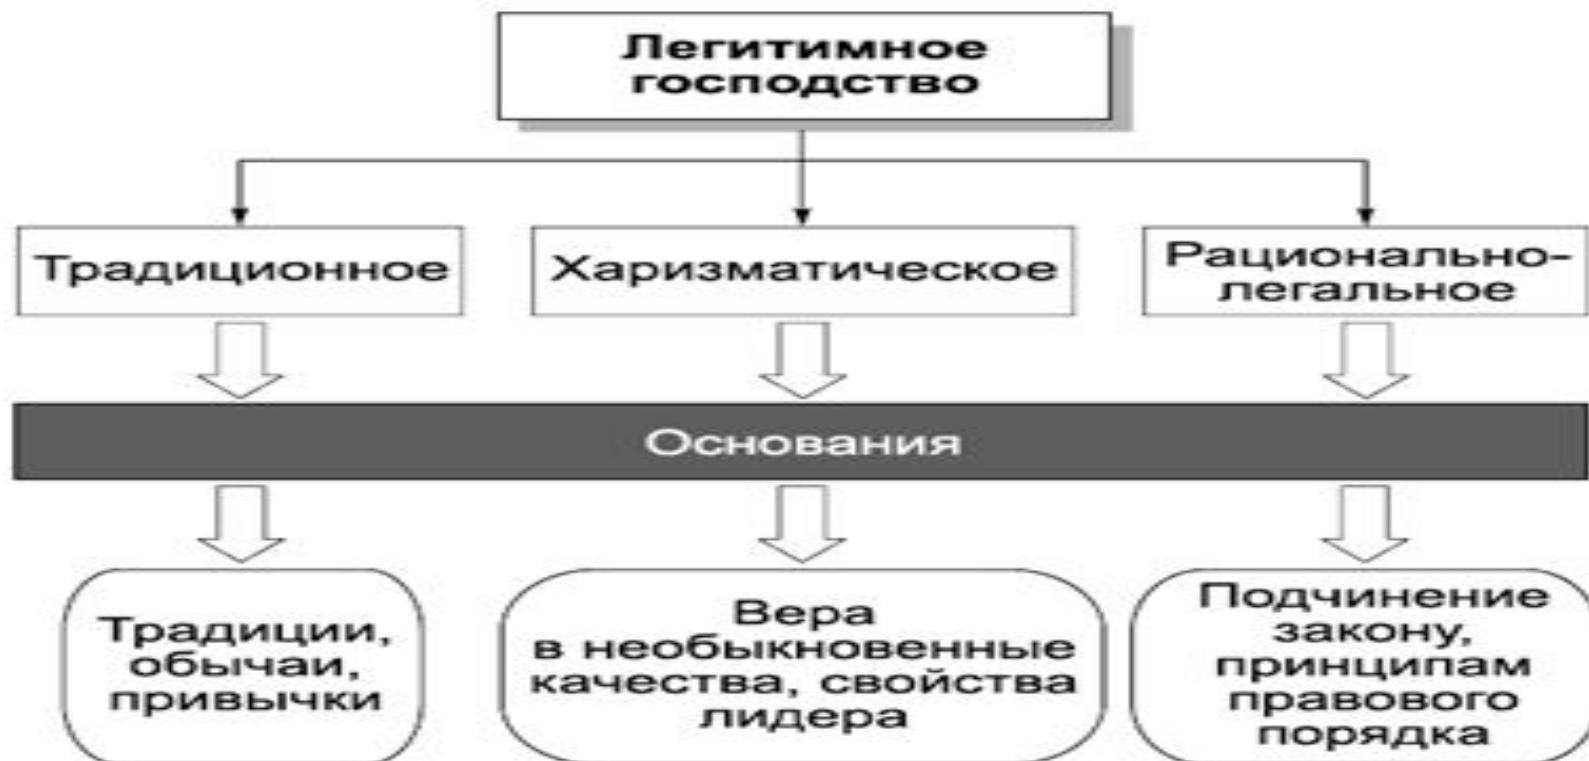 Легитимное
господство
Традиционное
Харизматическое
Рационально-
легальное
Основания
Традиции,
обычаи,
привычки
Вера
в необыкновенные
качества, свойства
лидера
Подчинение
закону,
принципам
правового
порядка